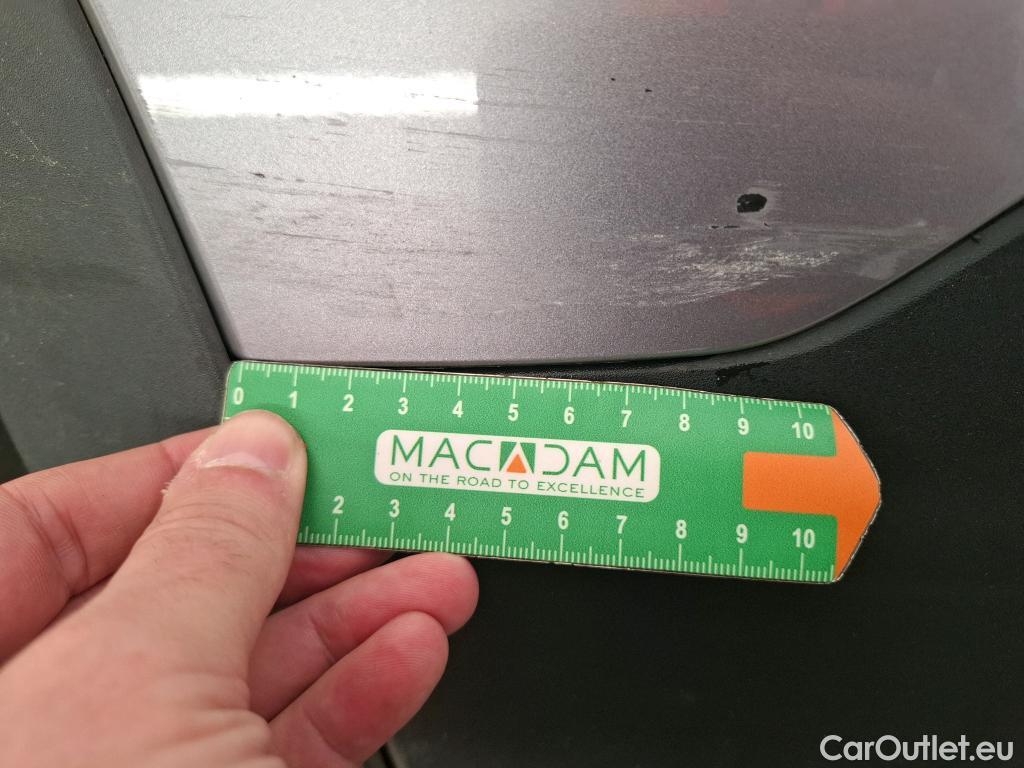 0 1 2 3 4 5 6 7 8 9 10
MACADAM
ON THE ROAD TO EXCELLENCE
2 3 4 5 6 7 8 9 10
CarOutlet.eu